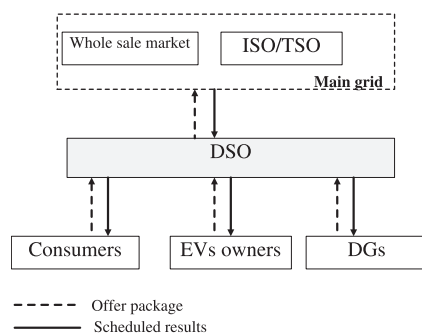 Whole sale market
ISO/TSO
Main grid
DSO
Consumers
EVs owners
DGs
Offer package
Scheduled results